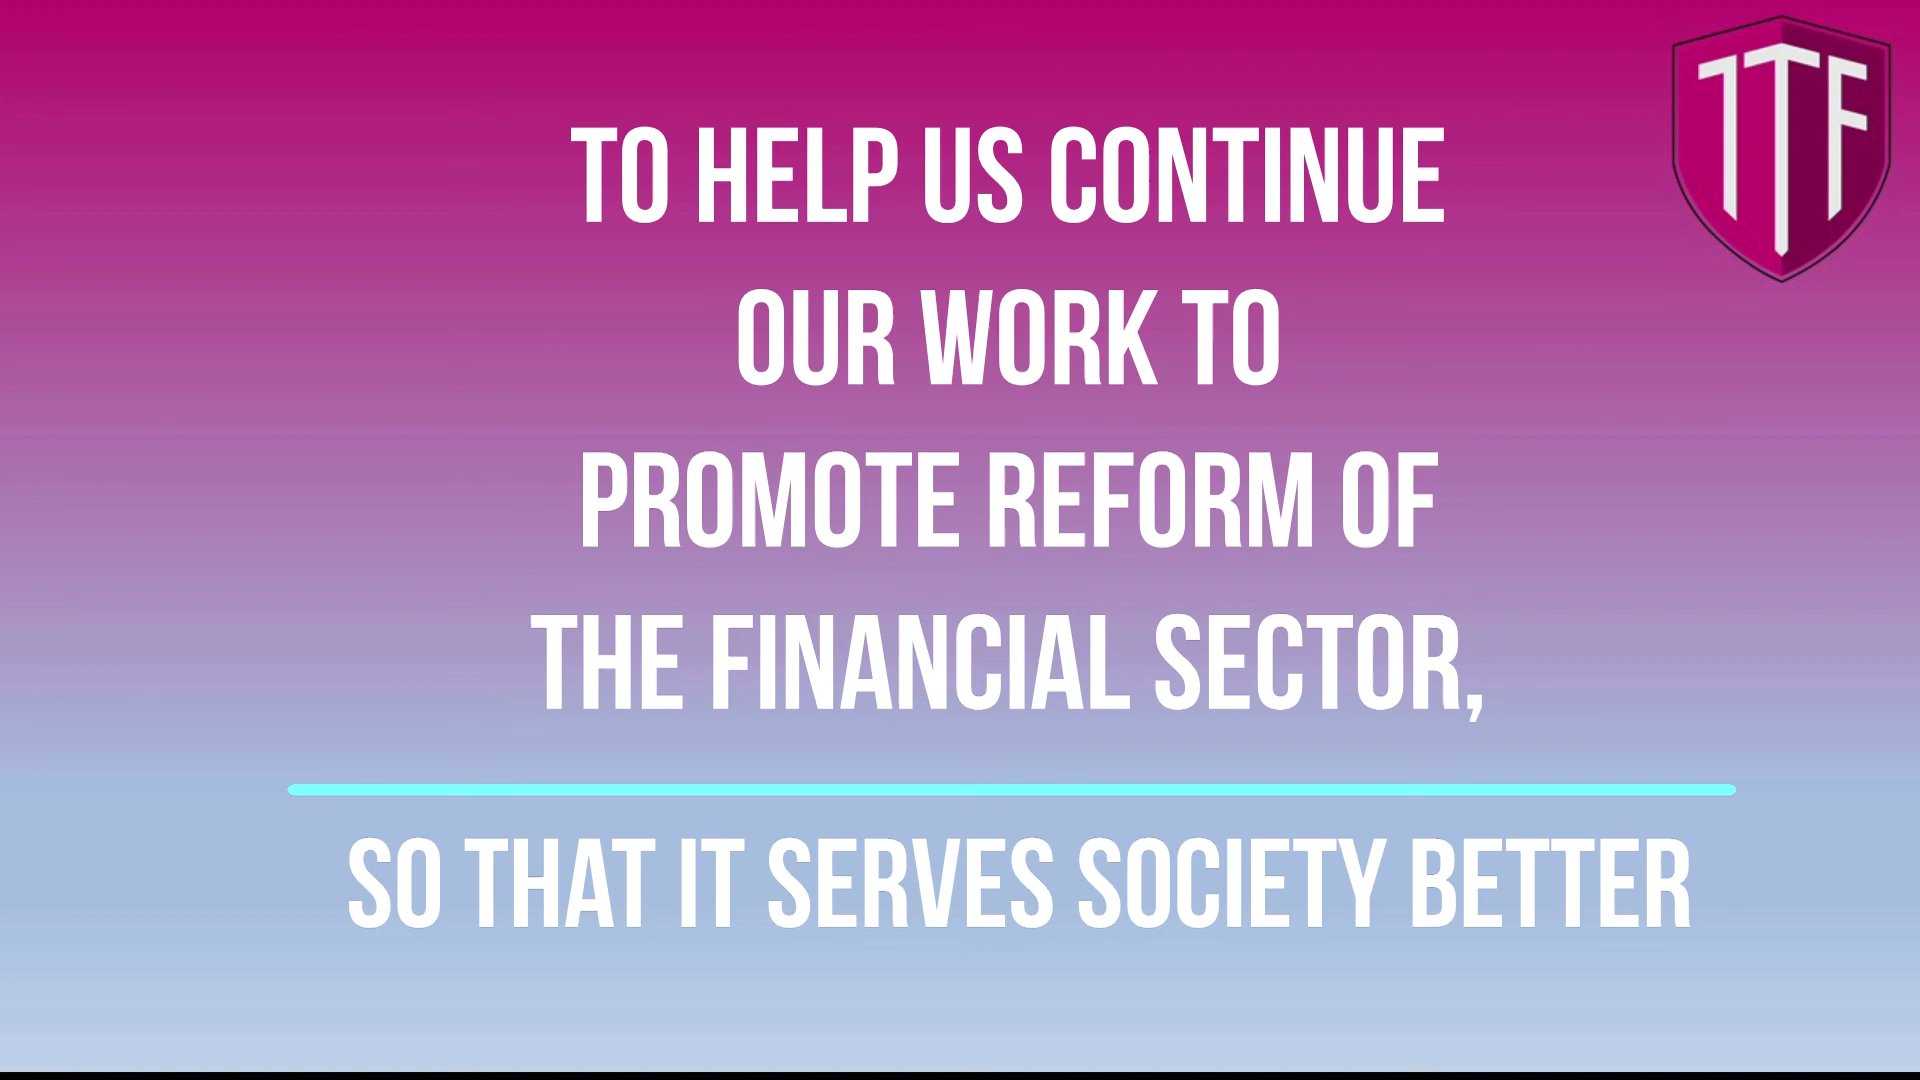 TTF
TO HELP US CONTINUE
OUR WORK TO
PROMOTE REFORM OF
THE FINANCIAL SECTOR,
SO THAT IT SERVES SOCIETY BETTER